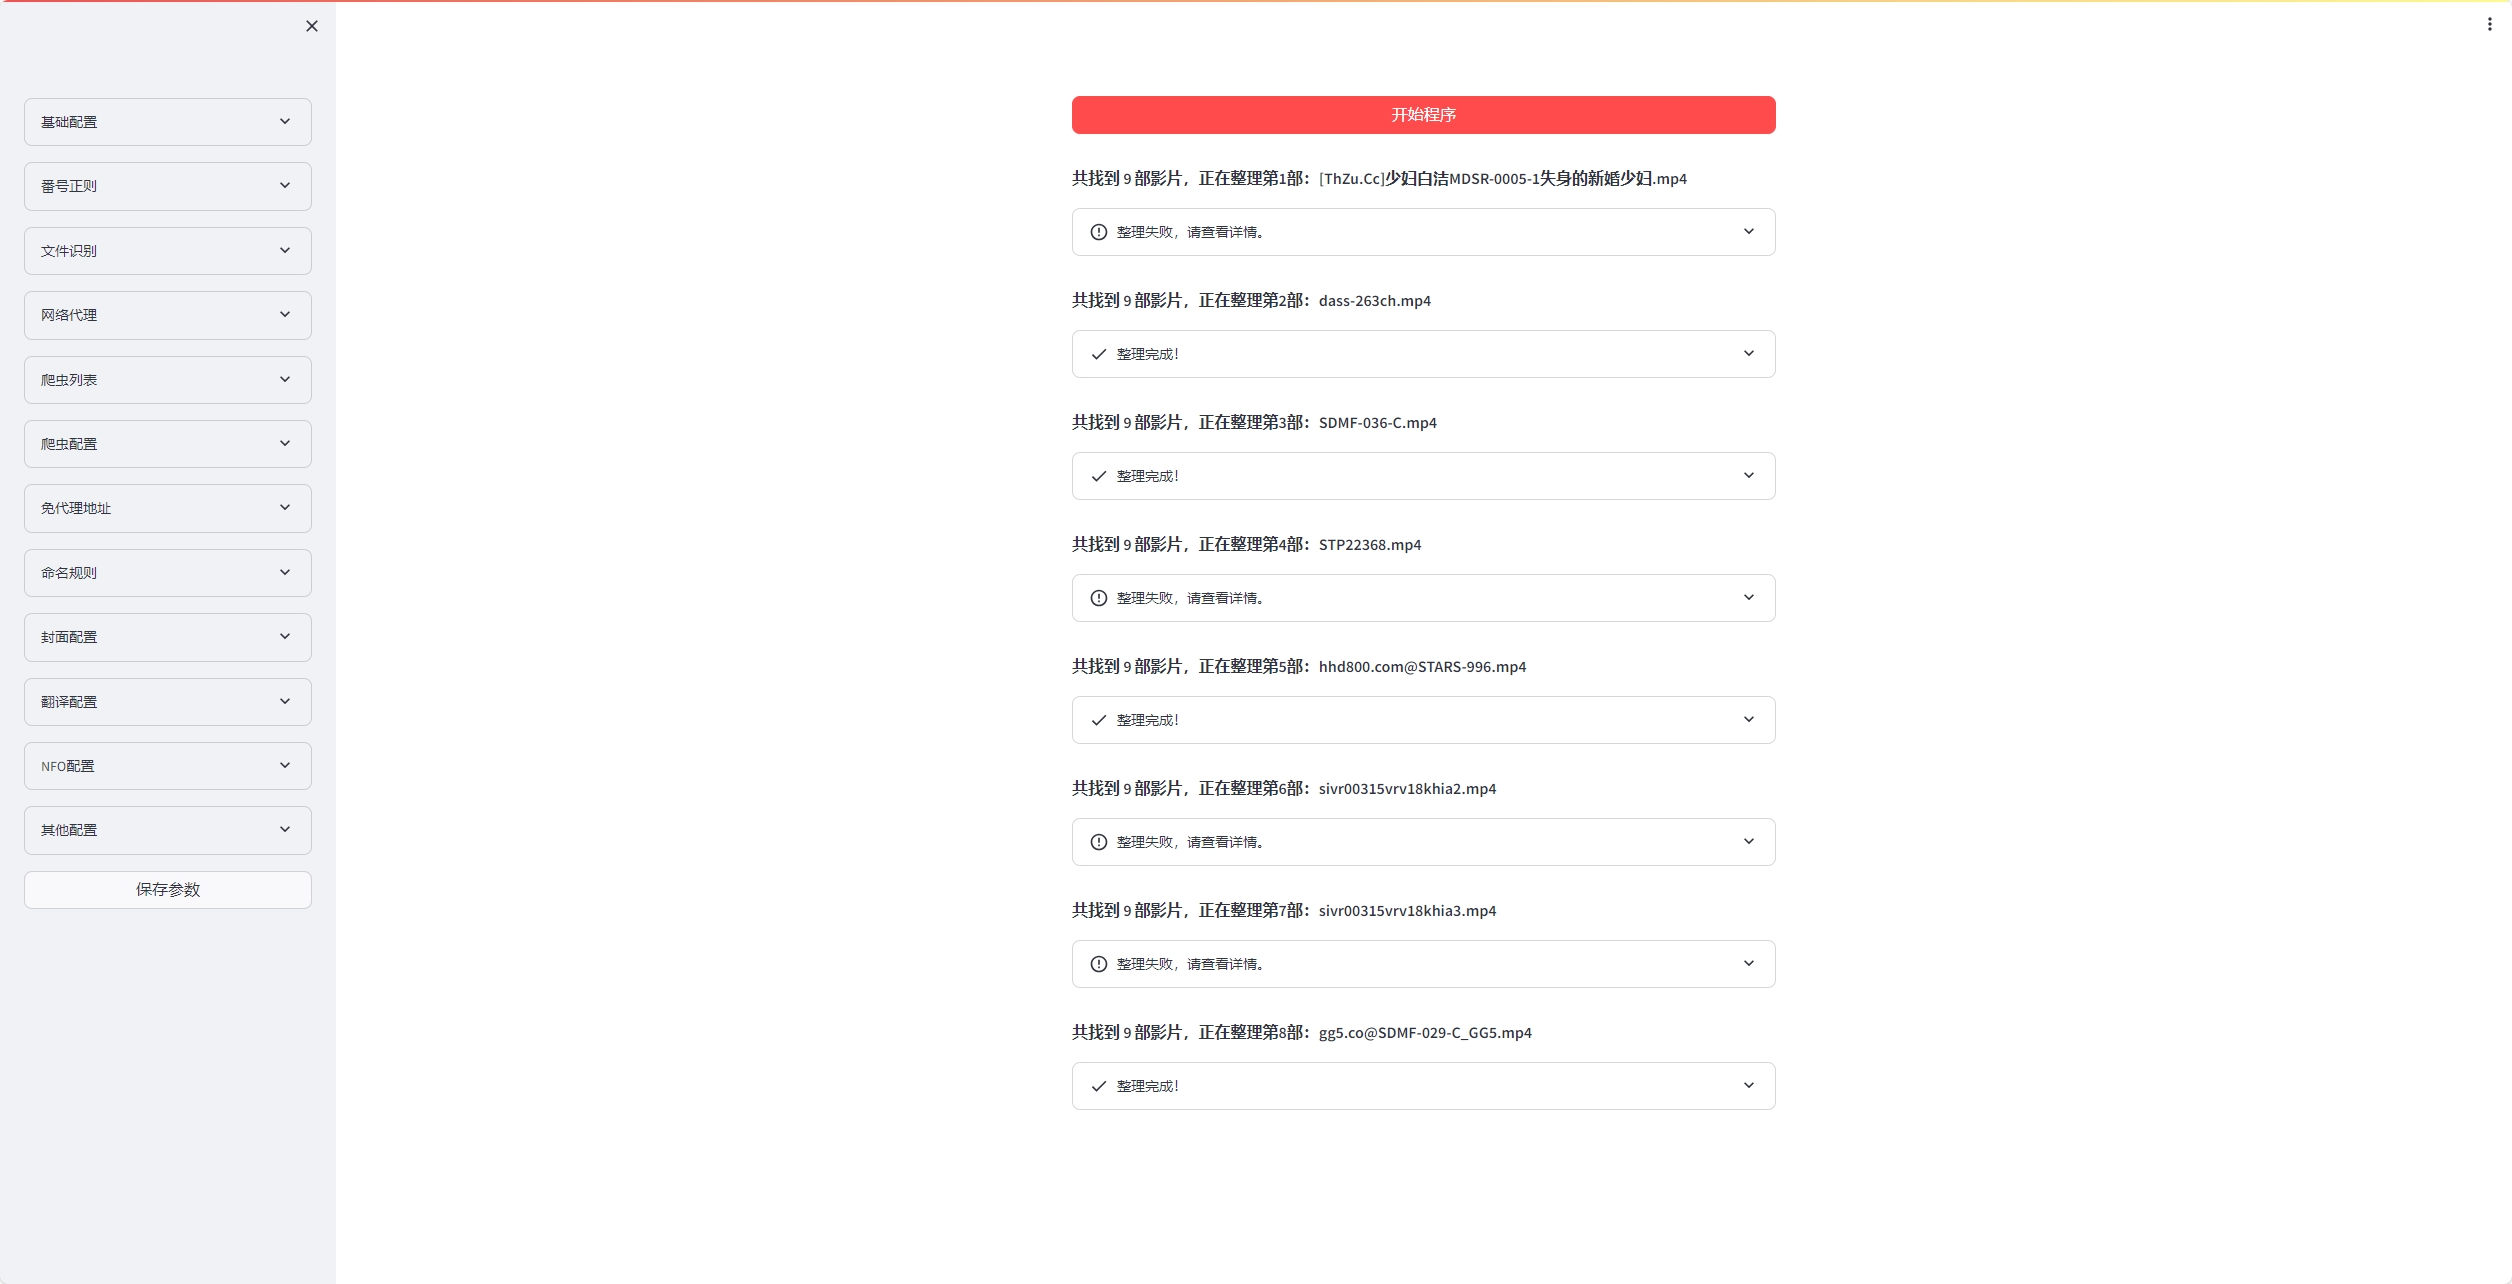 基础配置
番号正则
文件识别
网络代理
爬虫列表
爬虫配置
免代理地址
命名规则
封面配置
翻译配置
NFO配置
其他配置
保存参数
开始程序
共找到 9 部影片，正在整理第1部：[ThZu.Cc]少妇白洁MDSR-0005-1失身的新婚少妇.mp4
整理失败，请查看详情。
共找到 9 部影片，正在整理第2部：dass-263ch.mp4
整理完成！
共找到 9 部影片，正在整理第3部：SDMF-036-C.mp4
整理完成！
共找到 9 部影片，正在整理第4部：STP22368.mp4
整理失败，请查看详情。
共找到 9 部影片，正在整理第5部：hhd800.com@STARS-996.mp4
整理完成！
共找到 9 部影片，正在整理第6部：sivr00315vrv18khia2.mp4
整理失败，请查看详情。
共找到 9 部影片，正在整理第7部：sivr00315vrv18khia3.mp4
整理失败，请查看详情。
共找到 9 部影片，正在整理第8部：gg5.co@SDMF-029-C_GG5.mp4
整理完成！